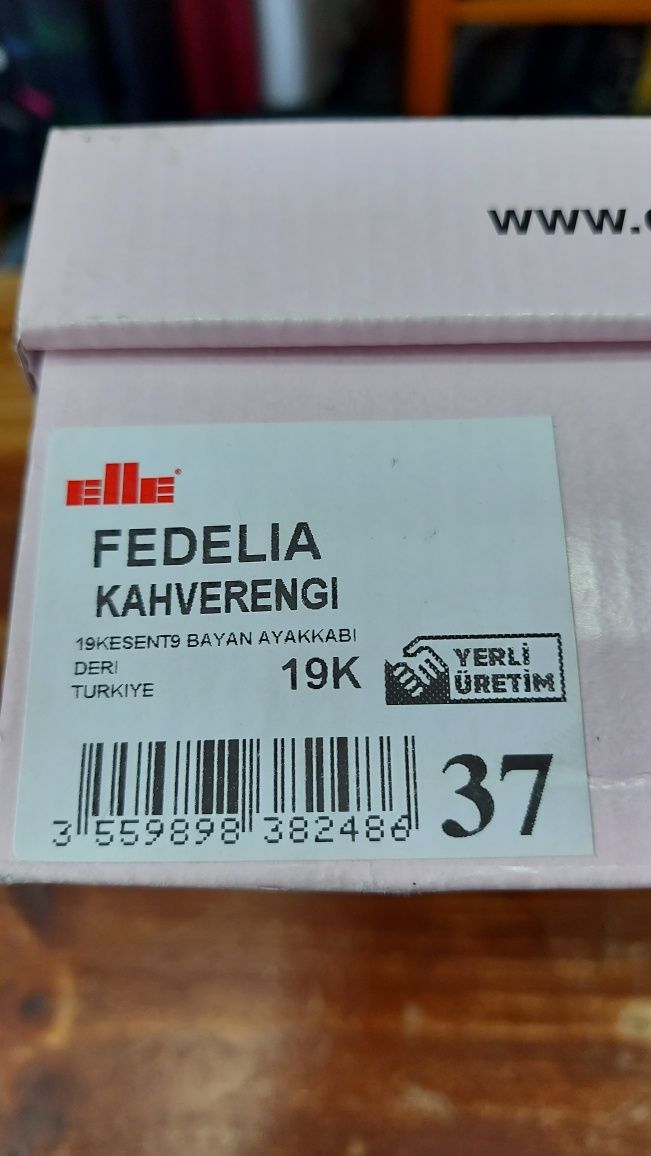 www.
elle
FEDELIA
KAHVERENGI
19KESENT9 BAYAN AYAKKABI
DERI
19K
TURKIYE
YERLİ
ÜRETİM
3 559898 382486
37